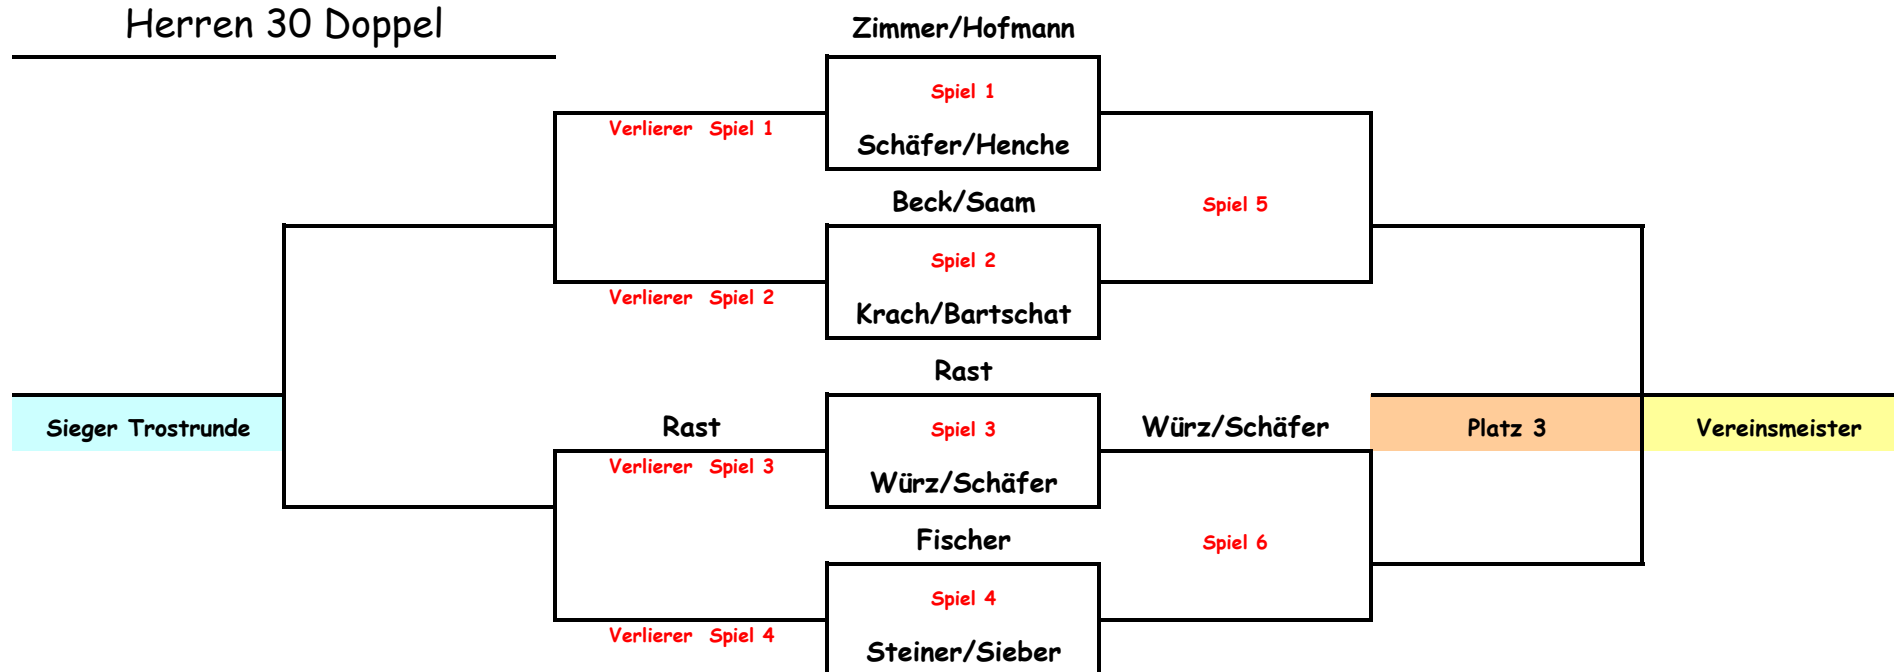 Herren 30 Doppel
Zimmer/Hofmann
Spiel 1
Verlierer Spiel 1
Schäfer/Henche
Beck/Saam
Spiel 5
Spiel 2
Verlierer Spiel 2
Krach/Bartschat
Rast
Sieger Trostrunde
Rast
Spiel 3
Würz/Schäfer
Platz 3
Vereinsmeister
Verlierer Spiel 3
Würz/Schäfer
Fischer
Spiel 6
Spiel 4
Verlierer Spiel 4
Steiner/Sieber